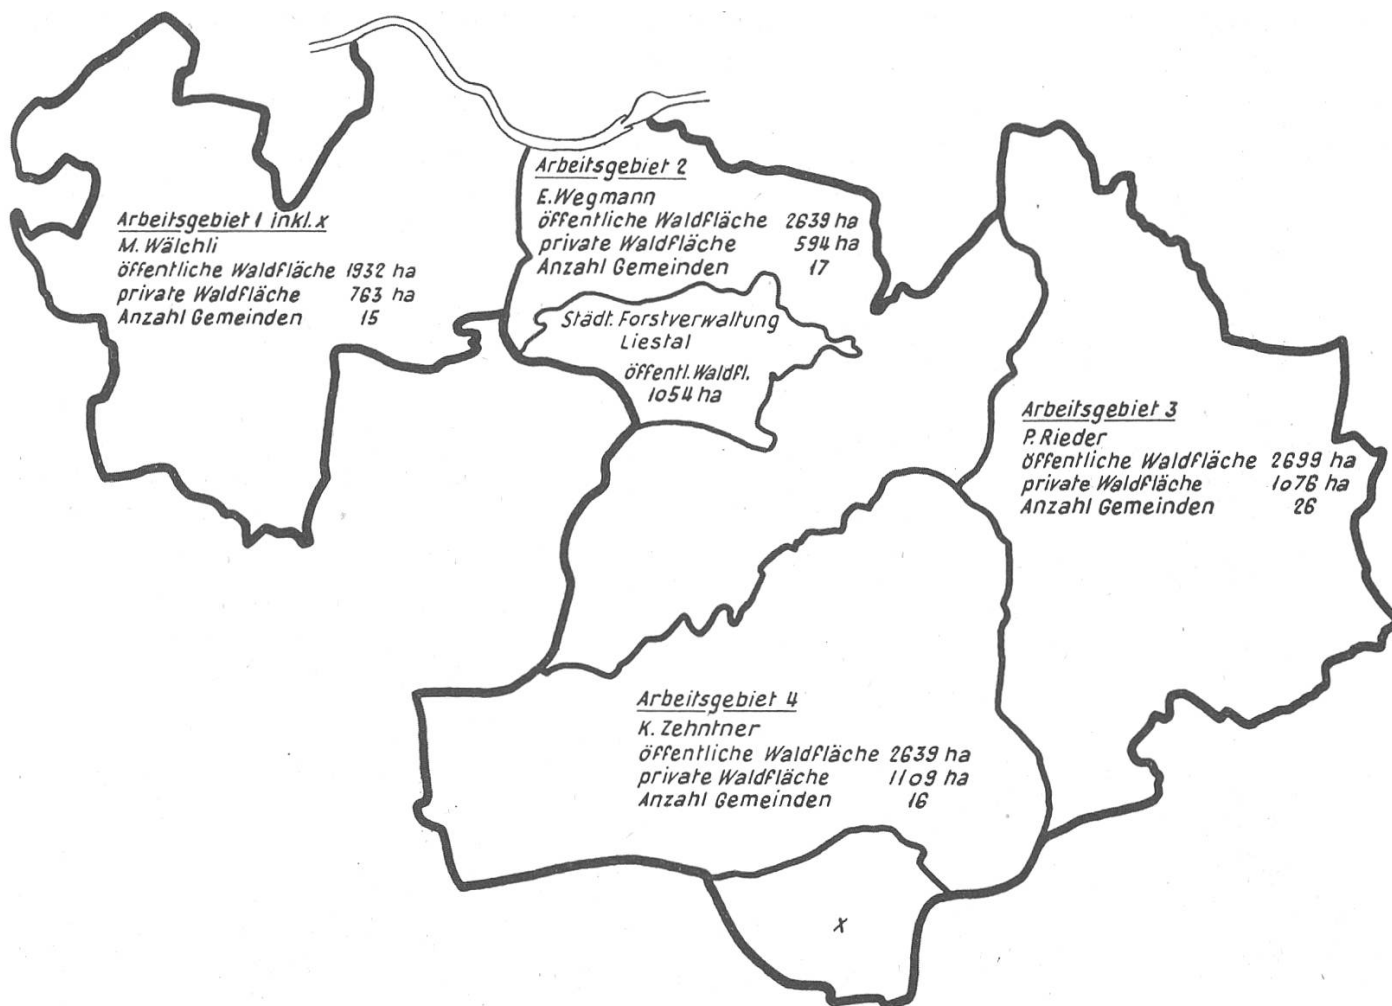 Arbeitsgebiet 1 inkl. x
M. Wälchli
öffentliche Waldfläche 1932 ha
private Waldfläche 763 ha
Anzahl Gemeinden 15
Arbeitsgebiet 2
E. Wegmann
öffentliche Waldfläche 2639 ha
private Waldfläche 594 ha
Anzahl Gemeinden 17
Städt. Forstverwaltung
Liestal
öffentl. Waldfl.
1054 ha
Arbeitsgebiet 3
P. Rieder
öffentliche Waldfläche 2699 ha
private Waldfläche 1076 ha
Anzahl Gemeinden 26
Arbeitsgebiet 4
K. Zehntner
öffentliche Waldfläche 2639 ha
private Waldfläche 1109 ha
Anzahl Gemeinden 16
x